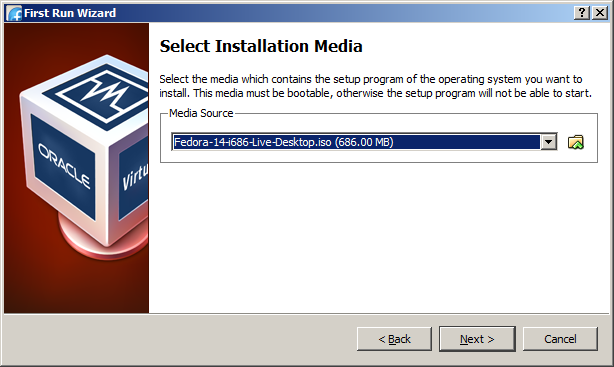 First Run Wizard
Select Installation Media
Select the media which contains the setup program of the operating system you want to
install. This media must be bootable, otherwise the setup program will not be able to start.
Media Source
Fedora-14-i686-Live-Desktop.iso (686.00 MB)
ORACLE
Virtu
< Back
Next >
Cancel